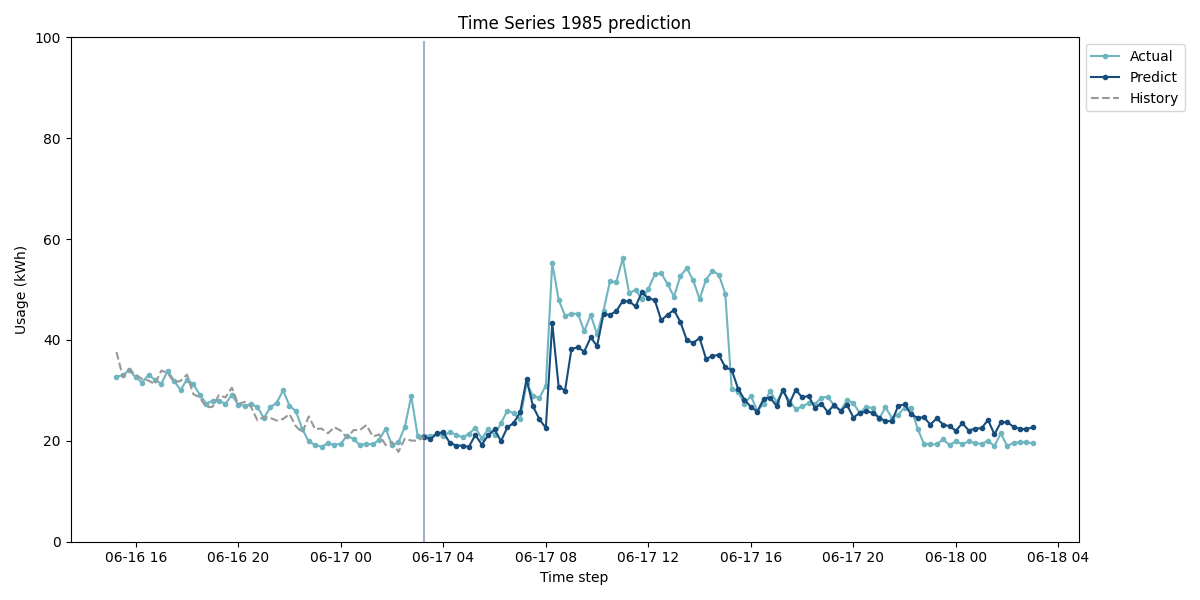 Time Series 1985 prediction
Usage (kWh)
100
80
60
40
20
0
06-16 16
06-16 20
06-17 00
06-17 04
06-17 08
06-17 12
06-17 16
06-17 20
06-18 00
06-18 04
Time step
Actual
Predict
History